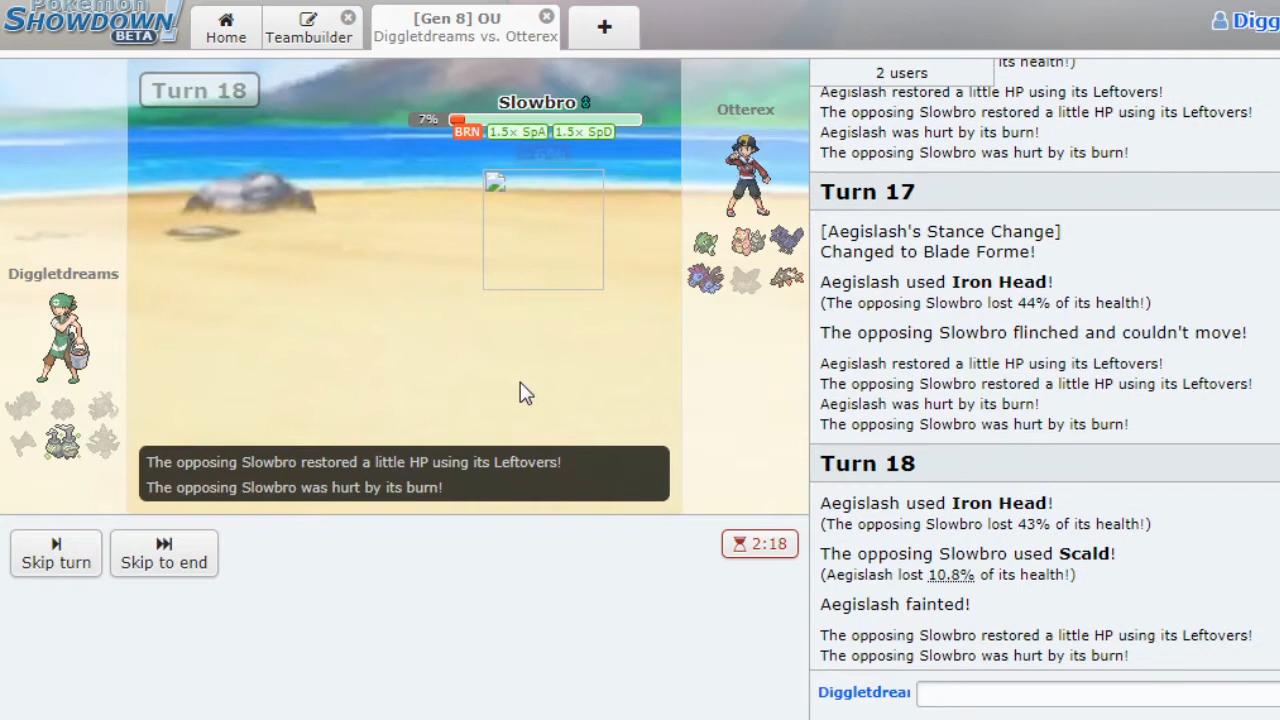 Pokémon
SHOWDOWN!
BETA
Home
Teambuilder
[Gen 8] OU
Diggletdreams vs. Otterex
+
Digg
Turn 18
Slowbro
7%
BRN 1.5× SpA 1.5× SpD
Otterex
Diggletdreams
The opposing Slowbro restored a little HP using its Leftovers!
The opposing Slowbro was hurt by its burn!
Skip turn
Skip to end
2:18
2 users
its health!)
Aegislash restored a little HP using its Leftovers!
The opposing Slowbro restored a little HP using its Leftovers!
Aegislash was hurt by its burn!
The opposing Slowbro was hurt by its burn!
Turn 17
[Aegislash's Stance Change]
Changed to Blade Forme!
Aegislash used Iron Head!
(The opposing Slowbro lost 44% of its health!)
The opposing Slowbro flinched and couldn't move!
Aegislash restored a little HP using its Leftovers!
The opposing Slowbro restored a little HP using its Leftovers!
Aegislash was hurt by its burn!
The opposing Slowbro was hurt by its burn!
Turn 18
Aegislash used Iron Head!
(The opposing Slowbro lost 43% of its health!)
The opposing Slowbro used Scald!
(Aegislash lost 10.8% of its health!)
Aegislash fainted!
The opposing Slowbro restored a little HP using its Leftovers!
The opposing Slowbro was hurt by its burn!
Diggletdrear